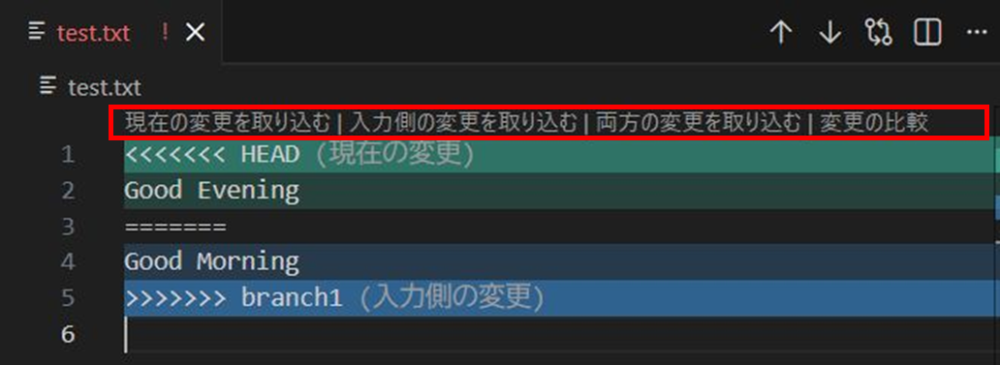 test.txt ! ×
test.txt
現在の変更を取り込む | 入力側の変更を取り込む | 両方の変更を取り込む | 変更の比較
1 <<<<<<< HEAD (現在の変更)
2 Good Evening
3 =======
4 Good Morning
5 >>>>>>> branch1 (入力側の変更)
6